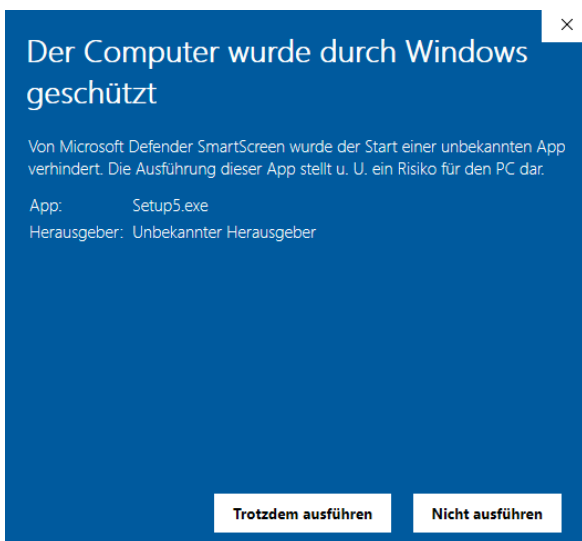 Der Computer wurde durch Windows
geschützt
Von Microsoft Defender SmartScreen wurde der Start einer unbekannten App
verhindert. Die Ausführung dieser App stellt u. U. ein Risiko für den PC dar.
App: Setup5.exe
Herausgeber: Unbekannter Herausgeber
Trotzdem ausführen Nicht ausführen